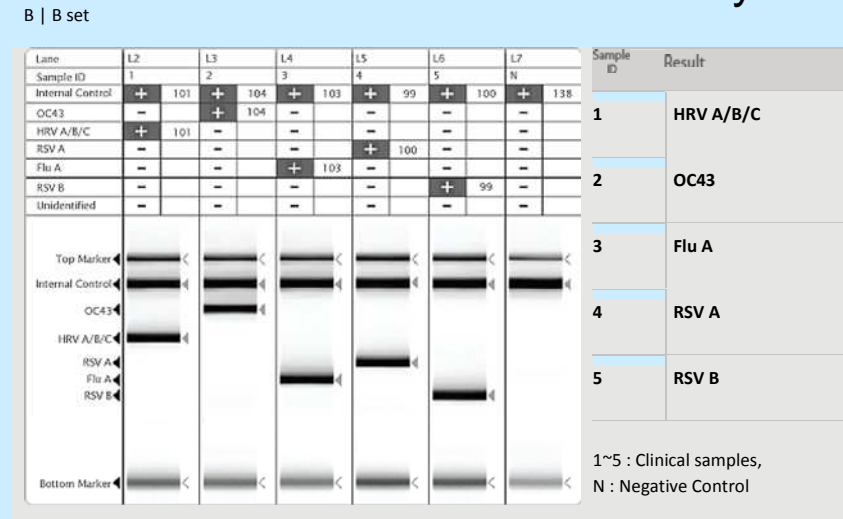 B | B set
Lane L2 L3 L4 L5 L6 L7
Sample ID 1 2 3 4 5 N
Internal Control + 101 + 104 + 103 + 99 + 100 + 138
OC43 - + 104 - - - -
HRV A/B/C + 101 - - - - -
RSV A - - - + 100 - -
Flu A - - + 103 - - -
RSV B - - - - + 99 -
Unidentified - - - - - -
Top Marker
Internal Control
OC43
HRV A/B/C
RSV A
Flu A
RSV B
Bottom Marker
Sample ID Result
1 HRV A/B/C
2 OC43
3 Flu A
4 RSV A
5 RSV B
1~5 : Clinical samples,
N : Negative Control